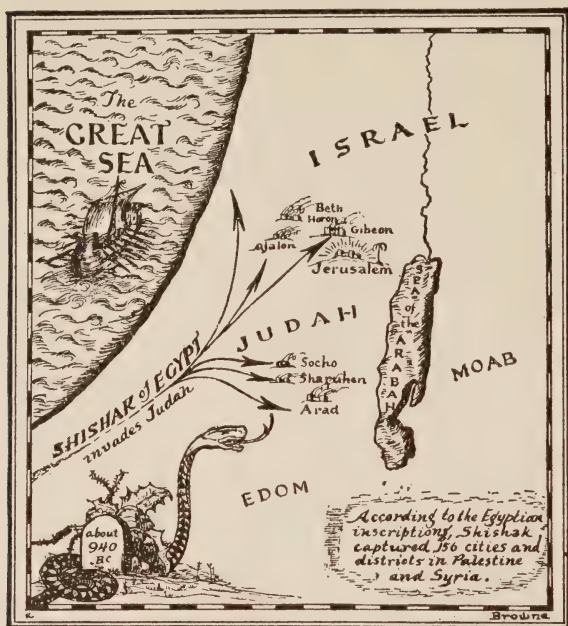 The
GREAT
SEA
ISRAEL
Beth
Horon
Gibeon
Ajalon
Jerusalem
JUDAH
SEA of the ARABAH
MOAB
SHISHAK of EGYPT
invades Judah
Socho
Sharuhen
Arad
EDOM
about
940
BC
According to the Egyptian
inscriptions, Shishak
captured 156 cities and
districts in Palestine
and Syria.
K
Browne